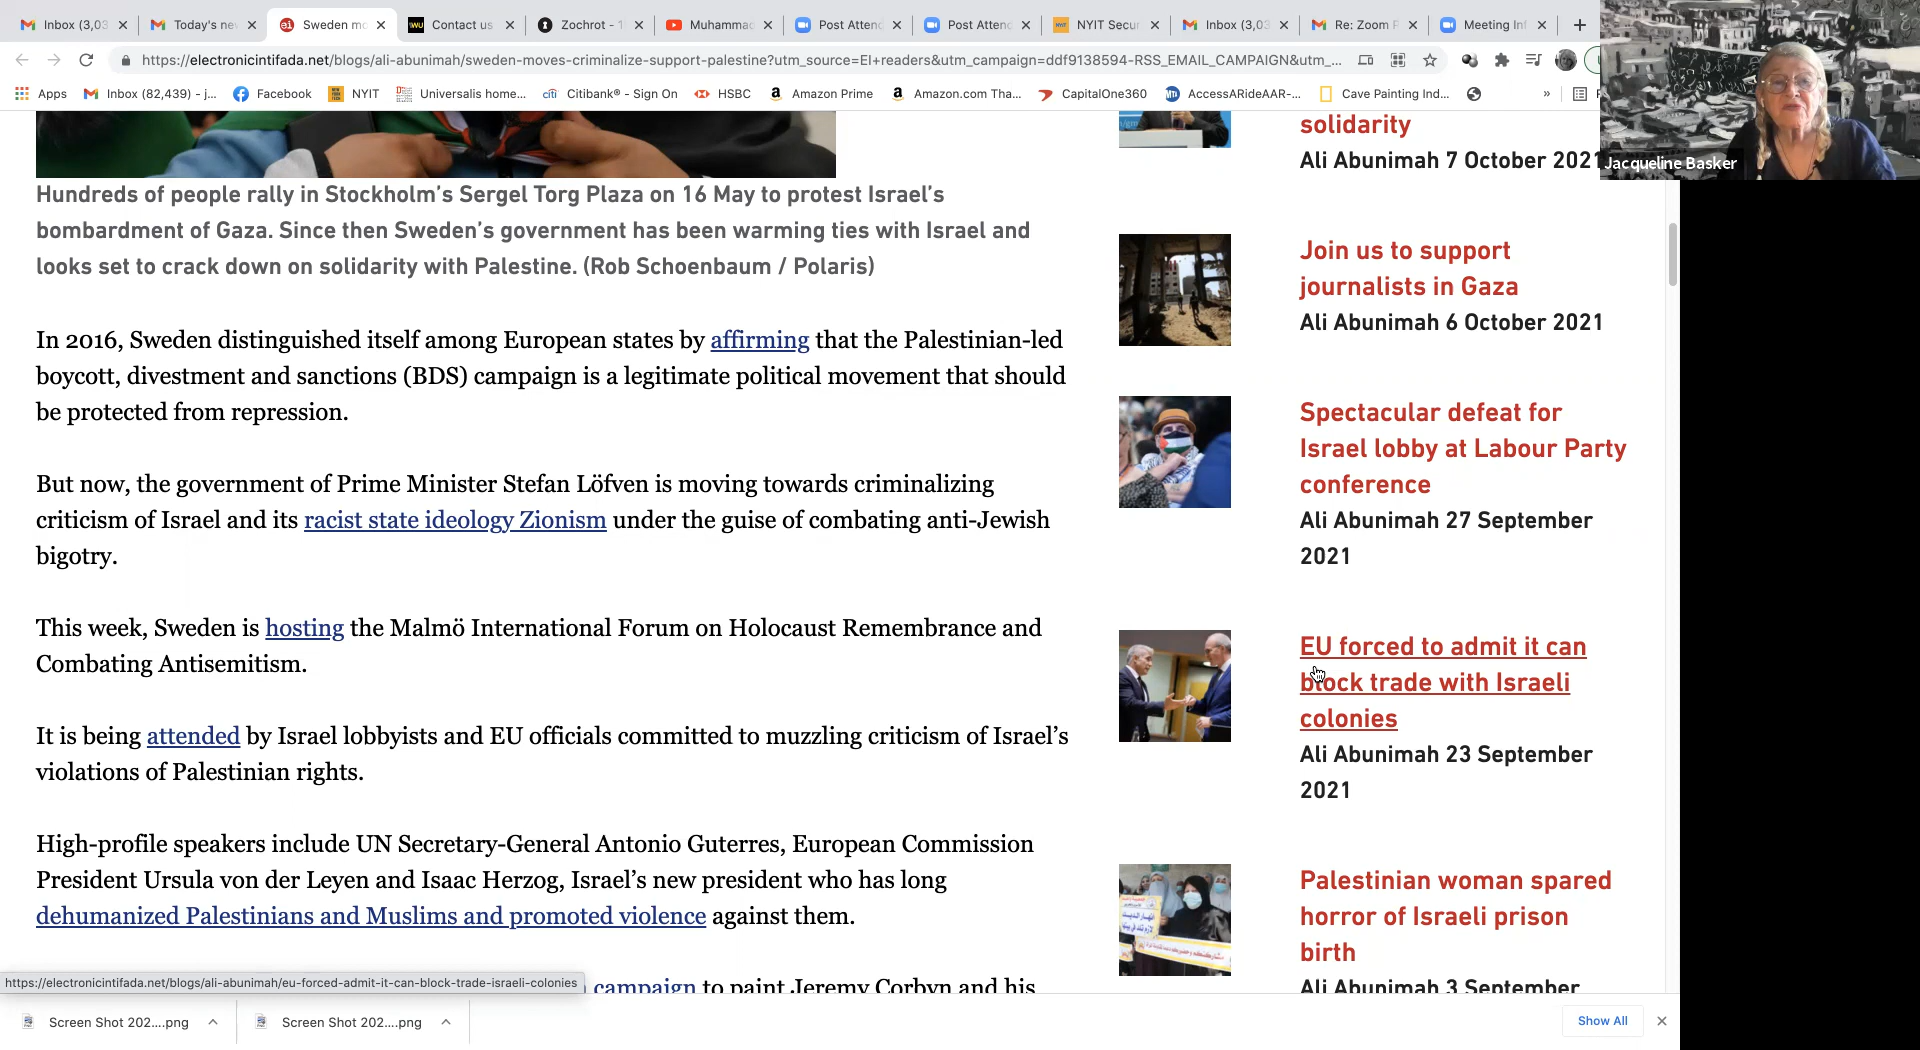 Inbox (3,03
Today's ne
Sweden mo
Contact us
Zochrot - 1
Muhammad
Post Attend
Post Attend
NYIT Secur
Inbox (3,03
Re: Zoom P
Meeting Inf
https://electronicintifada.net/blogs/ali-abunimah/sweden-moves-criminalize-support-palestine?utm_source=EI+readers&utm_campaign=ddf9138594-RSS_EMAIL_CAMPAIGN&utm_...
Apps
Inbox (82,439) - j...
Facebook
NYIT
Universalis home...
citi Citibank® - Sign On
HSBC
Amazon Prime
Amazon.com Tha...
CapitalOne360
AccessARideAAR-...
Cave Painting Ind...
»
Jacqueline Basker
Hundreds of people rally in Stockholm's Sergel Torg Plaza on 16 May to protest Israel's
bombardment of Gaza. Since then Sweden's government has been warming ties with Israel and
looks set to crack down on solidarity with Palestine. (Rob Schoenbaum / Polaris)
In 2016, Sweden distinguished itself among European states by affirming that the Palestinian-led
boycott, divestment and sanctions (BDS) campaign is a legitimate political movement that should
be protected from repression.
But now, the government of Prime Minister Stefan Löfven is moving towards criminalizing
criticism of Israel and its racist state ideology Zionism under the guise of combating anti-Jewish
bigotry.
This week, Sweden is hosting the Malmö International Forum on Holocaust Remembrance and
Combating Antisemitism.
It is being attended by Israel lobbyists and EU officials committed to muzzling criticism of Israel's
violations of Palestinian rights.
High-profile speakers include UN Secretary-General Antonio Guterres, European Commission
President Ursula von der Leyen and Isaac Herzog, Israel's new president who has long
dehumanized Palestinians and Muslims and promoted violence against them.
campaign to paint Jeremy Corbyn and his
solidarity
Ali Abunimah 7 October 2021
Join us to support
journalists in Gaza
Ali Abunimah 6 October 2021
Spectacular defeat for
Israel lobby at Labour Party
conference
Ali Abunimah 27 September
2021
EU forced to admit it can
block trade with Israeli
colonies
Ali Abunimah 23 September
2021
Palestinian woman spared
horror of Israeli prison
birth
Ali Abunimah 3 September
https://electronicintifada.net/blogs/ali-abunimah/eu-forced-admit-it-can-block-trade-israeli-colonies
Screen Shot 202....png
Screen Shot 202....png
Show All